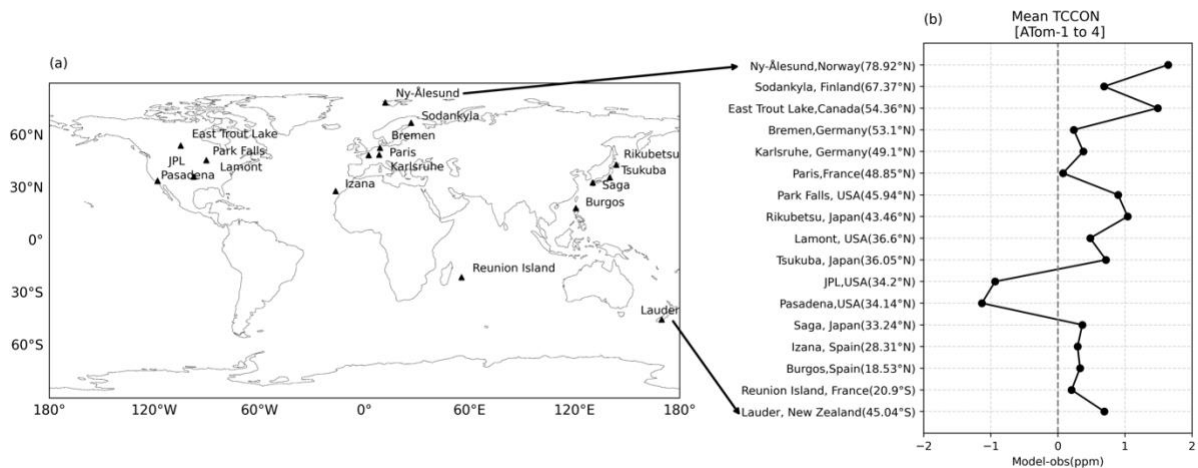 (a)
Ny-Ålesund
Sodankyla
East Trout Lake
Bremen
Park Falls
Paris
JPL
Lamont
Karlsruhe
Rikubetsu
Pasadena
Tsukuba
Izana
Saga
Burgos
Reunion Island
Lauder
60°N
30°N
0°
30°S
60°S
180° 120°W 60°W 0° 60°E 120°E 180°
(b)
Mean TCCON
[ATom-1 to 4]
Ny-Ålesund,Norway(78.92°N)
Sodankyla, Finland(67.37°N)
East Trout Lake,Canada(54.36°N)
Bremen,Germany(53.1°N)
Karlsruhe, Germany(49.1°N)
Paris,France(48.85°N)
Park Falls, USA(45.94°N)
Rikubetsu, Japan(43.46°N)
Lamont, USA(36.6°N)
Tsukuba, Japan(36.05°N)
JPL,USA(34.2°N)
Pasadena,USA(34.14°N)
Saga, Japan(33.24°N)
Izana, Spain(28.31°N)
Burgos,Spain(18.53°N)
Reunion Island, France(20.9°S)
Lauder, New Zealand(45.04°S)
−2 −1 0 1 2
Model-obs(ppm)